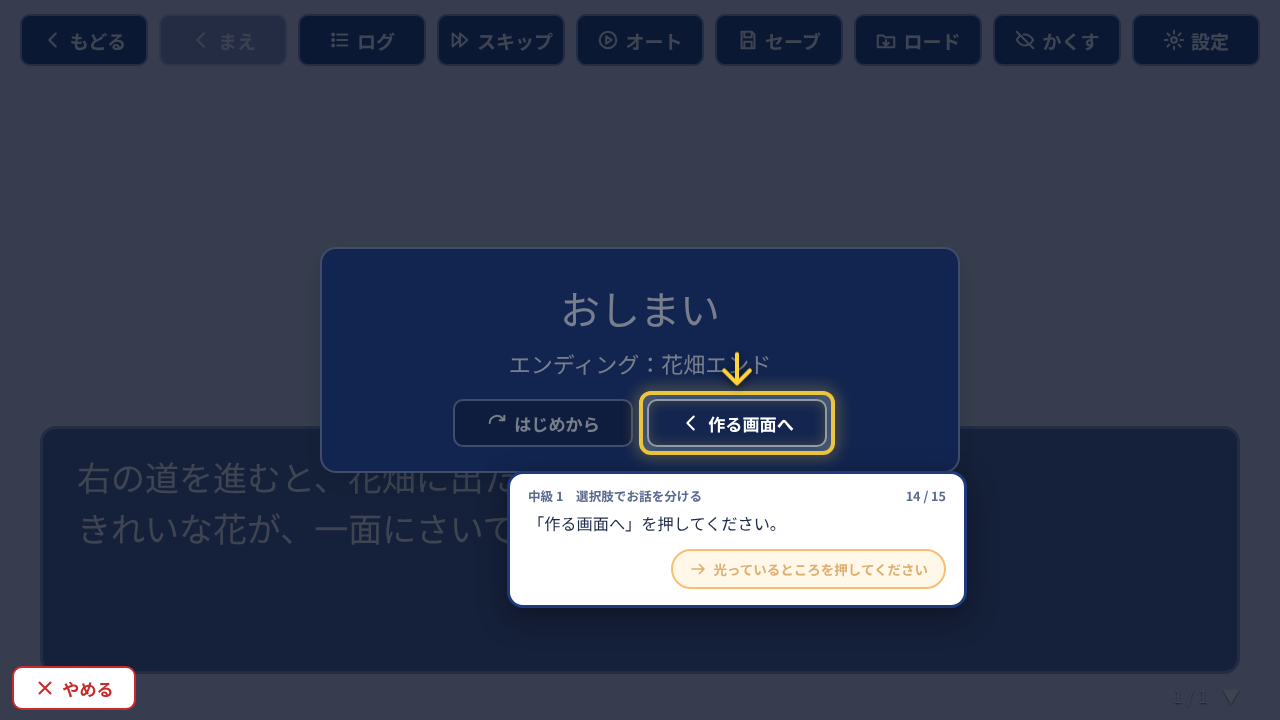 もどる
まえ
ログ
スキップ
オート
セーブ
ロード
かくす
設定
おしまい
エンディング：花畑エンド
はじめから
作る画面へ
右の道を進むと、花畑に出た
きれいな花が、一面にさいて
中級 1　選択肢でお話を分ける
14 / 15
「作る画面へ」を押してください。
光っているところを押してください
やめる
1 / 1